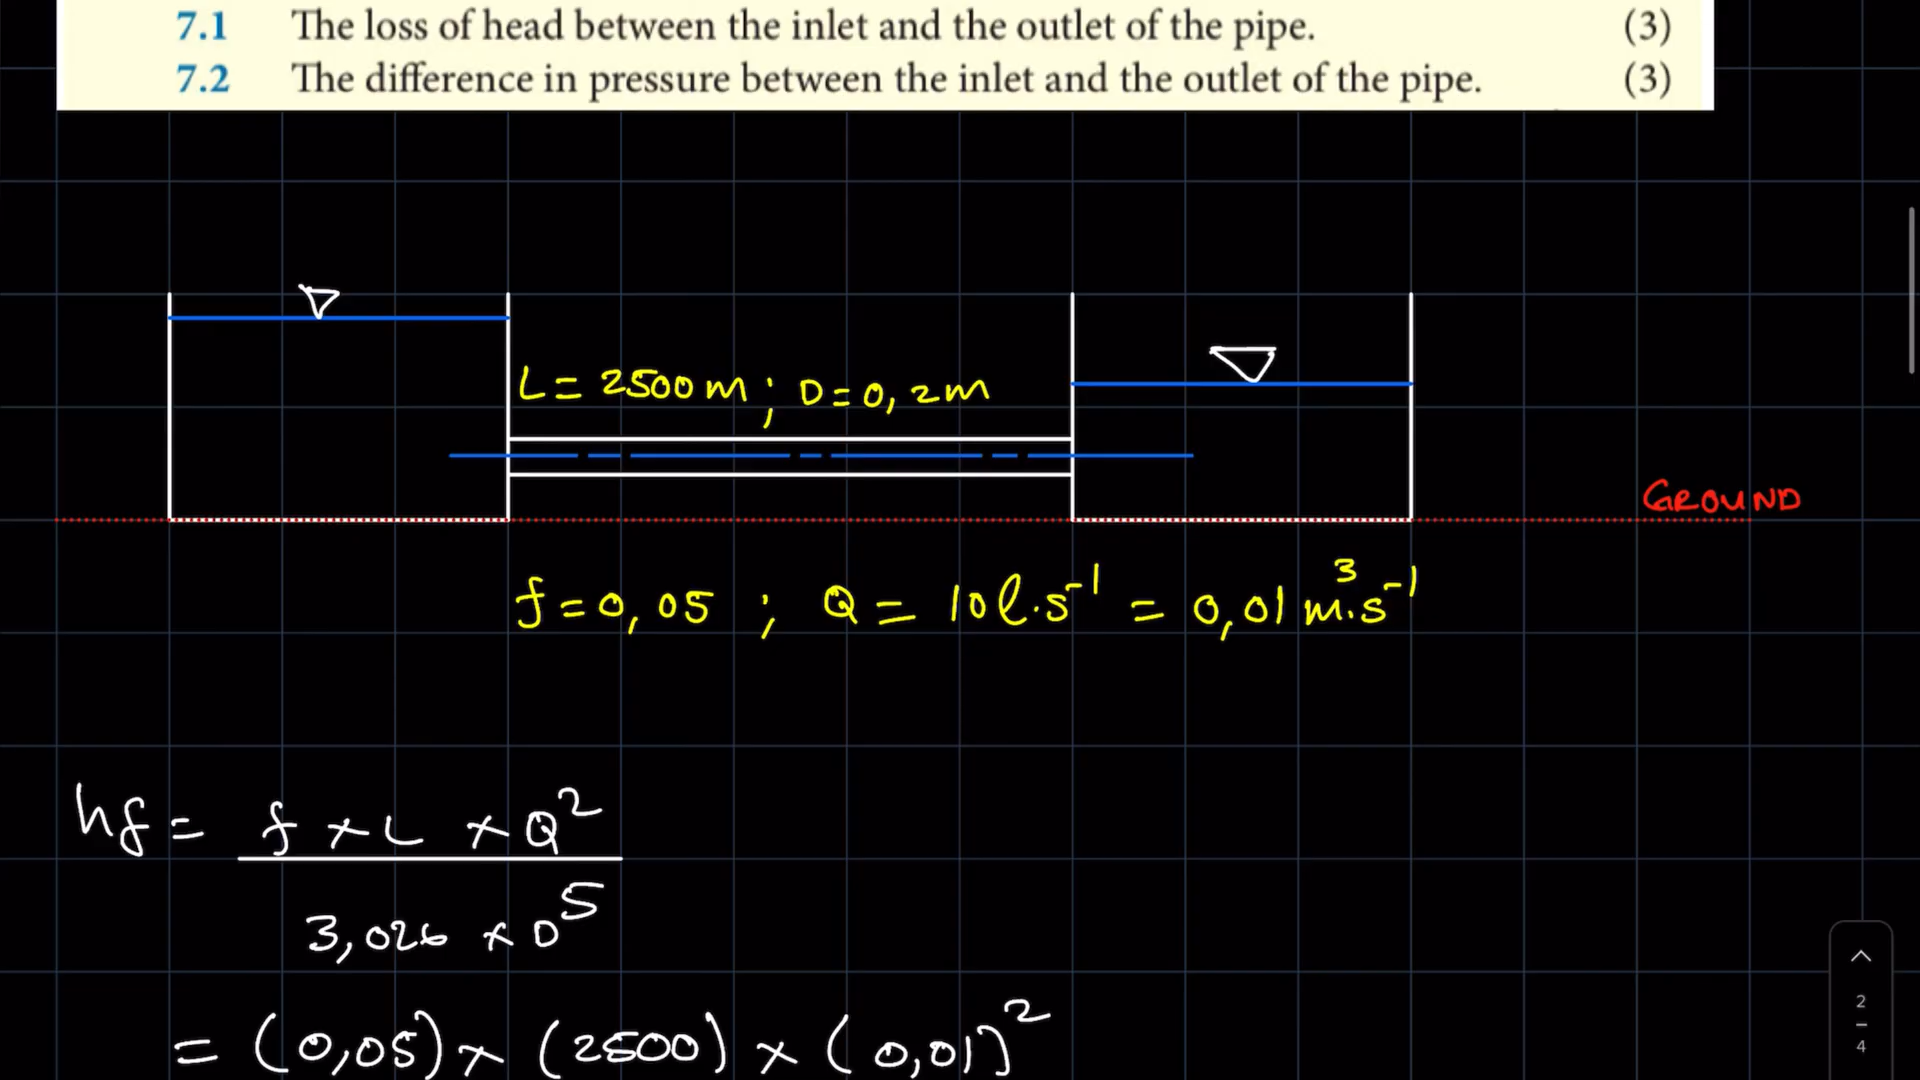 7.1 The loss of head between the inlet and the outlet of the pipe. (3)
7.2 The difference in pressure between the inlet and the outlet of the pipe. (3)
L = 2500 m ; D = 0,2 m
GROUND
f = 0,05 ; Q = 10 l·s⁻¹ = 0,01 m³·s⁻¹
hf = f × L × Q²
3,026 × D⁵
= (0,05) × (2500) × (0,01)²
2
4